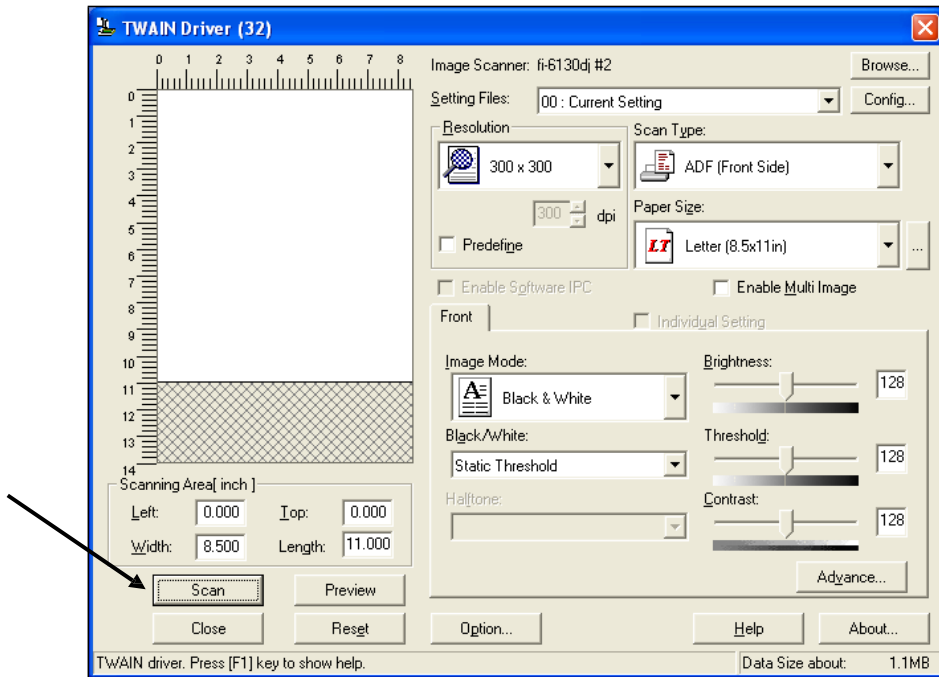 TWAIN Driver (32)
0 1 2 3 4 5 6 7 8
0
1
2
3
4
5
6
7
8
9
10
11
12
13
14
Scanning Area[ inch ]
Left: 0.000 Top: 0.000
Width: 8.500 Length: 11.000
Scan Preview
Close Reset
Image Scanner: fi-6130dj #2 Browse...
Setting Files: 00 : Current Setting Config...
Resolution
300 x 300
300 dpi
Predefine
Scan Type:
ADF (Front Side)
Paper Size:
LT Letter (8.5x11in) ...
Enable Software IPC Enable Multi Image
Front Individual Setting
Image Mode:
A Black & White
Black/White:
Static Threshold
Halftone:
Brightness:
128
Threshold:
128
Contrast:
128
Advance...
Option... Help About...
TWAIN driver. Press [F1] key to show help. Data Size about: 1.1MB